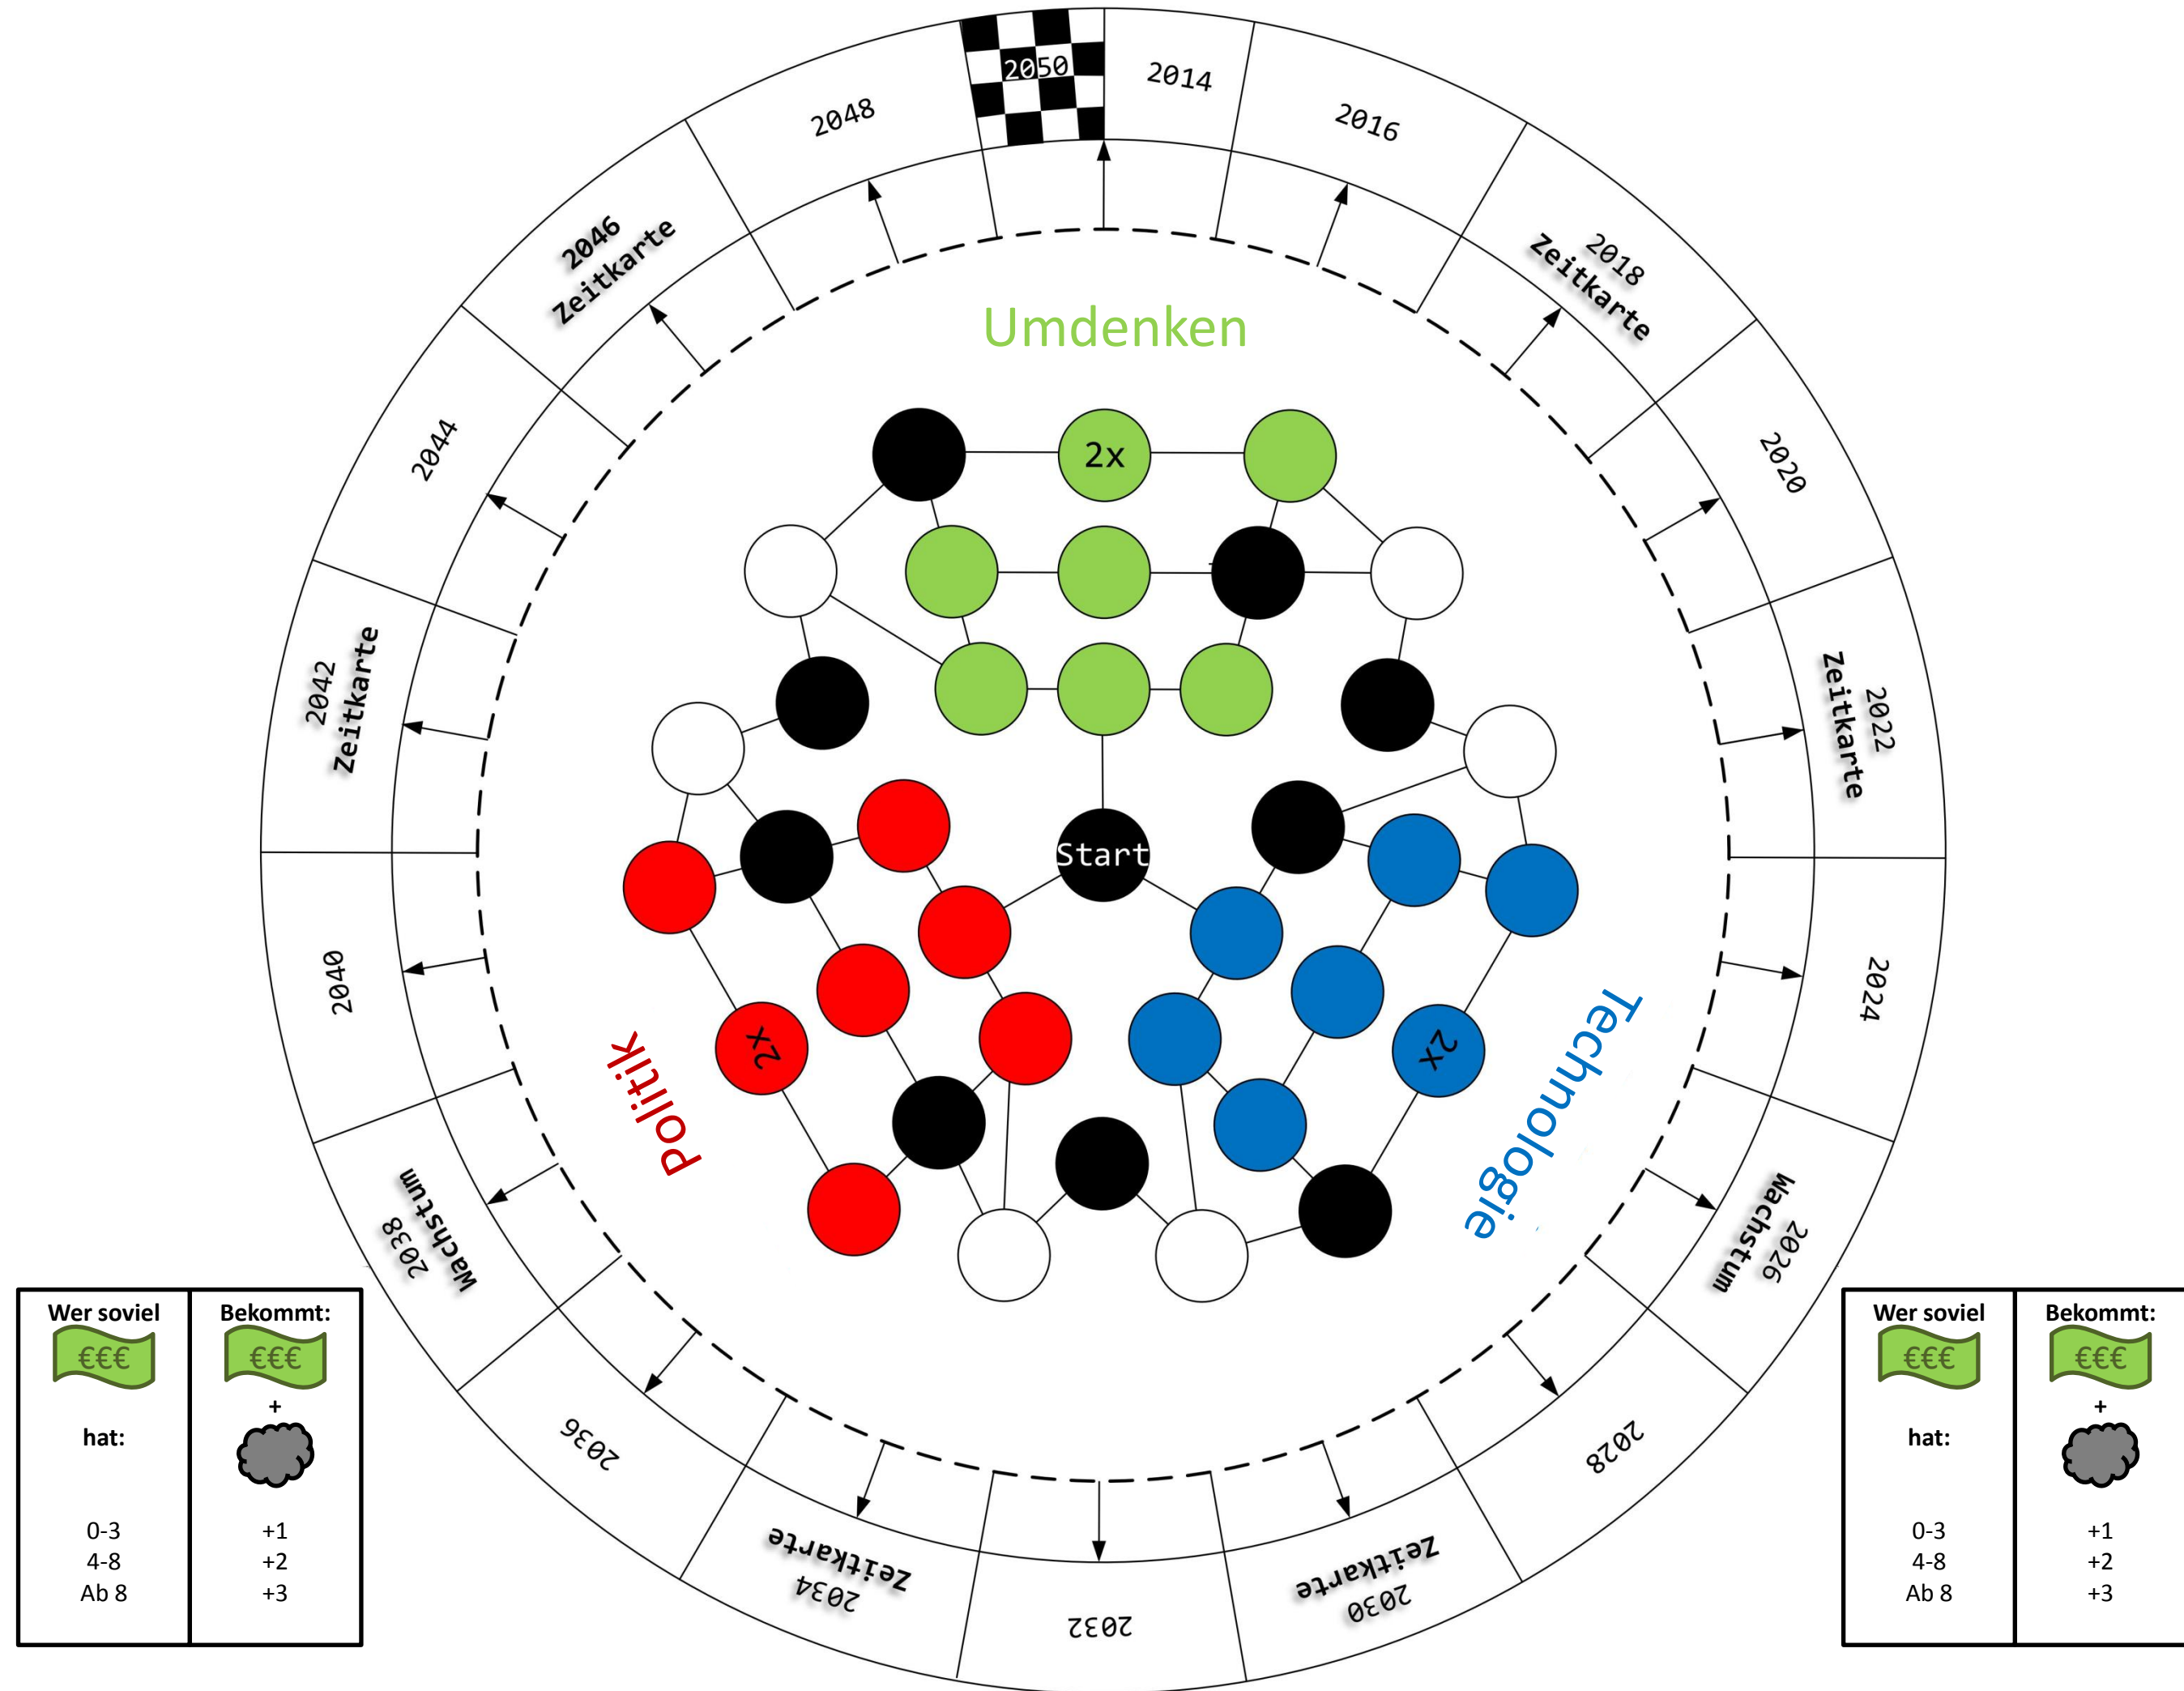 2050
2014
2016
2018
Zeitkarte
2020
2022
Zeitkarte
2024
2026
Wachstum
2028
2030
Zeitkarte
2032
2034
Zeitkarte
2036
2038
Wachstum
2040
2042
Zeitkarte
2044
2046
Zeitkarte
2048
Umdenken
2x
Start
Politik
2x
Technologie
2x
Wer soviel
€€€
hat:
0-3
4-8
Ab 8
Bekommt:
€€€
+
+1
+2
+3
Wer soviel
€€€
hat:
0-3
4-8
Ab 8
Bekommt:
€€€
+
+1
+2
+3